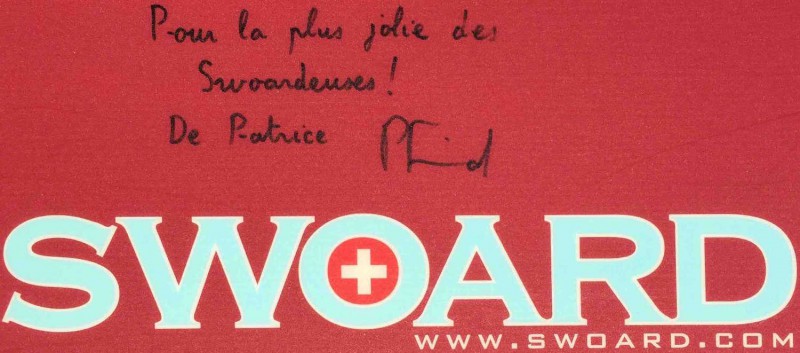 Pour la plus jolie des
Swoardeuses!
De Patrice
SWOARD
WWW.SWOARD.COM